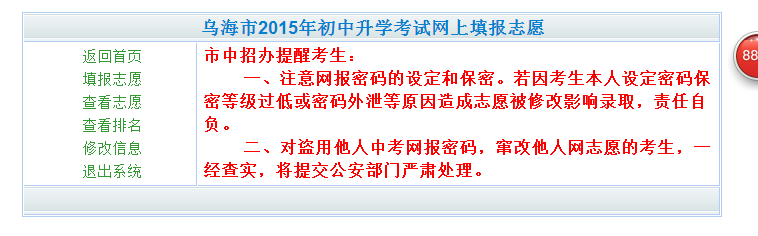 乌海市2015年初中升学考试网上填报志愿
返回首页
填报志愿
查看志愿
查看排名
修改信息
退出系统
市中招办提醒考生：
一、注意网报密码的设定和保密。若因考生本人设定密码保
密等级过低或密码外泄等原因造成志愿被修改影响录取，责任自
负。
二、对盗用他人中考网报密码，窜改他人网志愿的考生，一
经查实，将提交公安部门严肃处理。
88